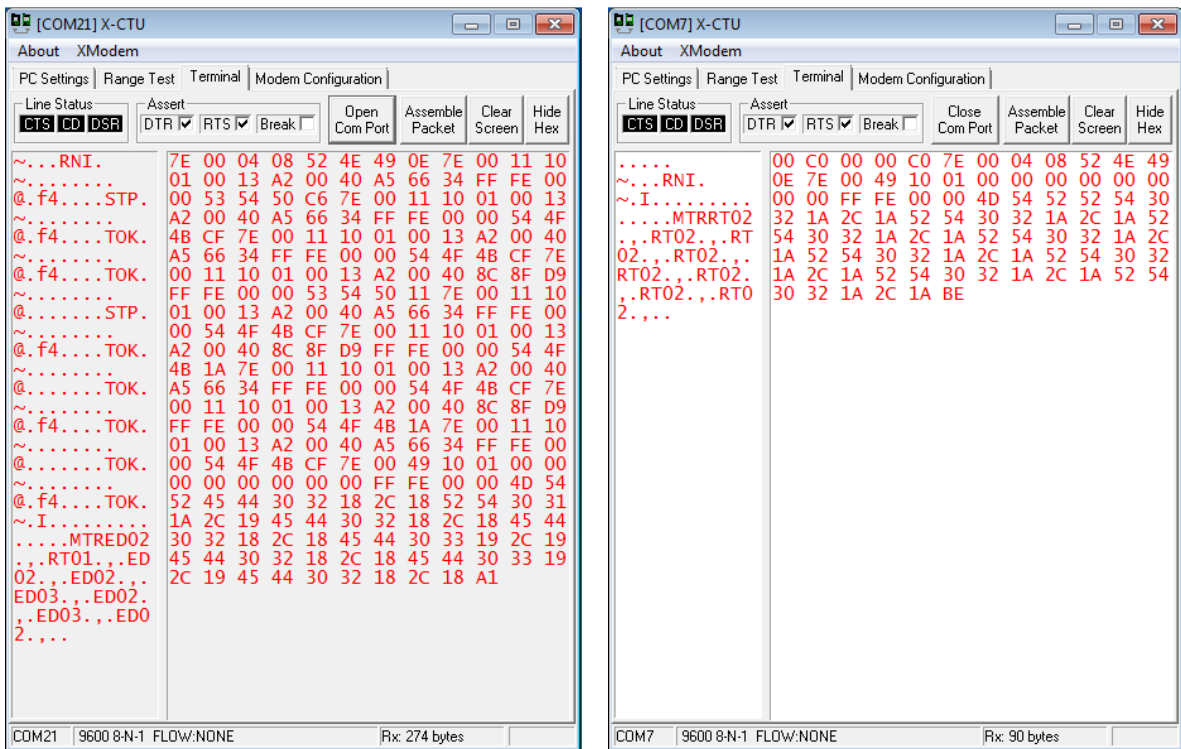 [COM21] X-CTU
About XModem
PC Settings Range Test Terminal Modem Configuration
Line Status
CTS CD DSR
Assert
DTR RTS Break
Open Com Port
Assemble Packet
Clear Screen
Hide Hex
~...RNI.
~........
@.f4....STP.
~........
@.f4....TOK.
~........
@.f4....TOK.
~........
@.......STP.
~........
@.f4....TOK.
~........
@.......TOK.
~........
@.f4....TOK.
~........
@.......TOK.
~........
@.f4....TOK.
~.I.........
.....MTRED02
.,.RT01.,.ED
02.,.ED02.,.
ED03.,.ED02.
,.ED03.,.ED0
2.,..
7E 00 04 08 52 4E 49 0E 7E 00 11 10
01 00 13 A2 00 40 A5 66 34 FF FE 00
00 53 54 50 C6 7E 00 11 10 01 00 13
A2 00 40 A5 66 34 FF FE 00 00 54 4F
4B CF 7E 00 11 10 01 00 13 A2 00 40
A5 66 34 FF FE 00 00 54 4F 4B CF 7E
00 11 10 01 00 13 A2 00 40 8C 8F D9
FF FE 00 00 53 54 50 11 7E 00 11 10
01 00 13 A2 00 40 A5 66 34 FF FE 00
00 54 4F 4B CF 7E 00 11 10 01 00 13
A2 00 40 8C 8F D9 FF FE 00 00 54 4F
4B 1A 7E 00 11 10 01 00 13 A2 00 40
A5 66 34 FF FE 00 00 54 4F 4B CF 7E
00 11 10 01 00 13 A2 00 40 8C 8F D9
FF FE 00 00 54 4F 4B 1A 7E 00 11 10
01 00 13 A2 00 40 A5 66 34 FF FE 00
00 54 4F 4B CF 7E 00 49 10 01 00 00
00 00 00 00 00 00 FF FE 00 00 4D 54
52 45 44 30 32 18 2C 18 52 54 30 31
1A 2C 19 45 44 30 32 18 2C 18 45 44
30 32 18 2C 18 45 44 30 33 19 2C 19
45 44 30 32 18 2C 18 45 44 30 33 19
2C 19 45 44 30 32 18 2C 18 A1
COM21 9600 8-N-1 FLOW:NONE Rx: 274 bytes
[COM7] X-CTU
About XModem
PC Settings Range Test Terminal Modem Configuration
Line Status
CTS CD DSR
Assert
DTR RTS Break
Close Com Port
Assemble Packet
Clear Screen
Hide Hex
.....
~...RNI.
~.I.........
.....MTRRT02
.,.RT02.,.RT
02.,.RT02.,.
RT02.,.RT02.
,.RT02.,.RT0
2.,..
00 C0 00 00 C0 7E 00 04 08 52 4E 49
0E 7E 00 49 10 01 00 00 00 00 00 00
00 00 FF FE 00 00 4D 54 52 52 54 30
32 1A 2C 1A 52 54 30 32 1A 2C 1A 52
54 30 32 1A 2C 1A 52 54 30 32 1A 2C
1A 52 54 30 32 1A 2C 1A 52 54 30 32
1A 2C 1A 52 54 30 32 1A 2C 1A 52 54
30 32 1A 2C 1A BE
COM7 9600 8-N-1 FLOW:NONE Rx: 90 bytes